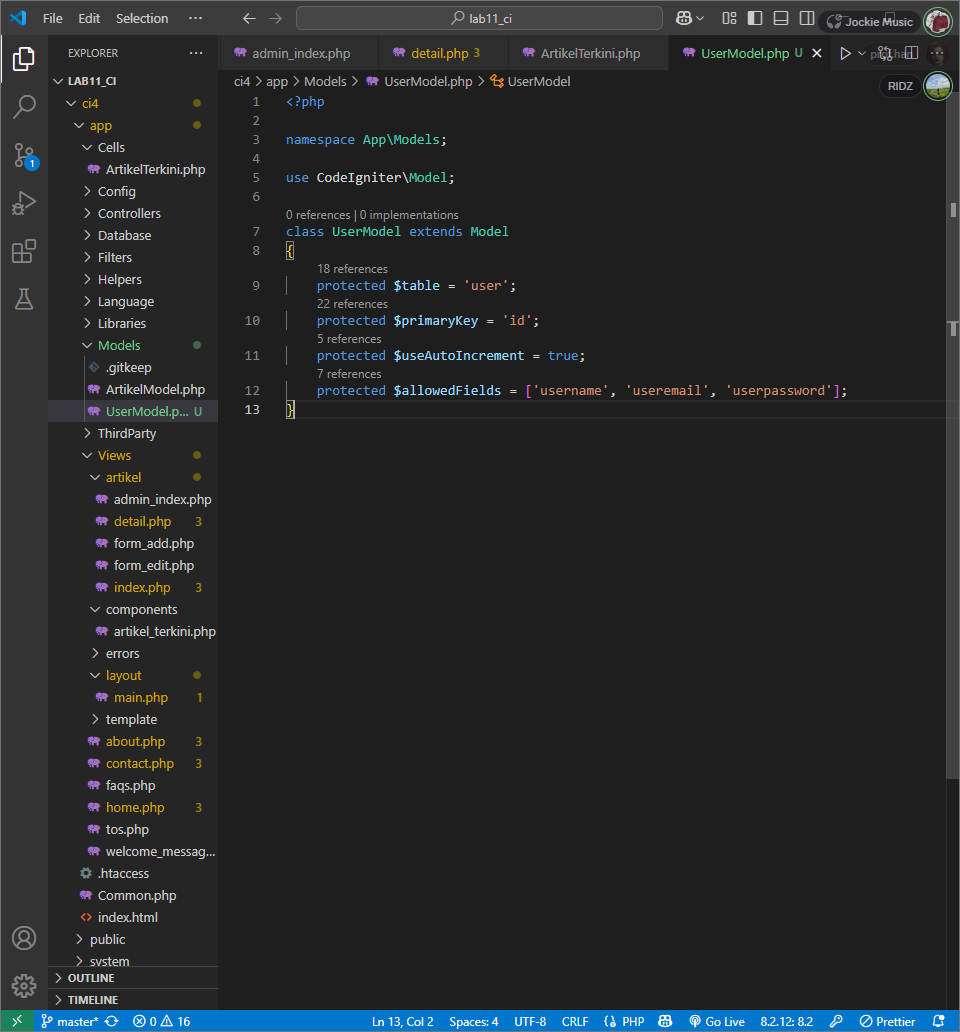 File Edit Selection ··· lab11_ci Jockie Music
EXPLORER ···
admin_index.php detail.php 3 ArtikelTerkini.php UserModel.php U
ci4 > app > Models > UserModel.php > UserModel
RIDZ
LAB11_CI
ci4
app
Cells
ArtikelTerkini.php
Config
Controllers
Database
Filters
Helpers
Language
Libraries
Models
.gitkeep
ArtikelModel.php
UserModel.p... U
ThirdParty
Views
artikel
admin_index.php
detail.php 3
form_add.php
form_edit.php
index.php 3
components
artikel_terkini.php
errors
layout
main.php 1
template
about.php 3
contact.php 3
faqs.php
home.php 3
tos.php
welcome_messag...
.htaccess
Common.php
index.html
public
system
OUTLINE
TIMELINE
1
1 <?php
2
3 namespace App\Models;
4
5 use CodeIgniter\Model;
6
0 references | 0 implementations
7 class UserModel extends Model
8 {
18 references
9 protected $table = 'user';
22 references
10 protected $primaryKey = 'id';
5 references
11 protected $useAutoIncrement = true;
7 references
12 protected $allowedFields = ['username', 'useremail', 'userpassword'];
13 }
master* 0 16 Ln 13, Col 2 Spaces: 4 UTF-8 CRLF {} PHP Go Live 8.2.12: 8.2 Prettier